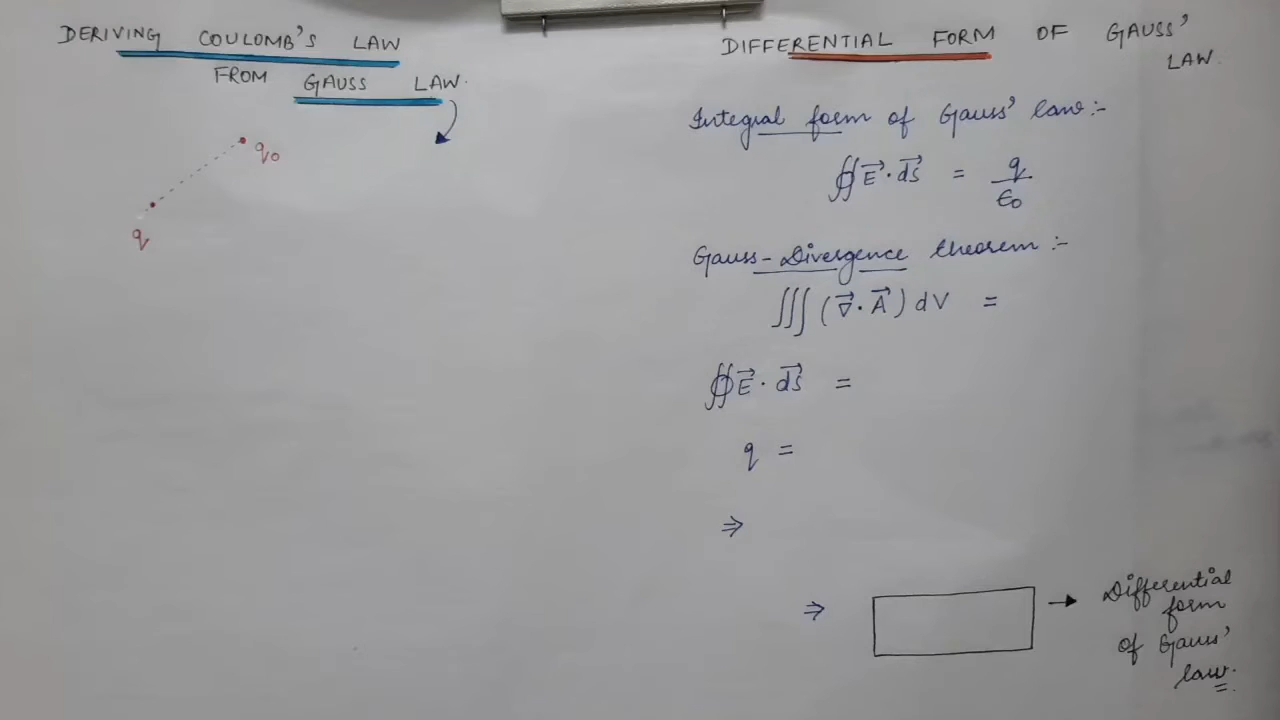 DERIVING COULOMB'S LAW
FROM GAUSS LAW.
q₀
q
DIFFERENTIAL FORM OF GAUSS'
LAW.
Integral form of Gauss' law:-
∯ E⃗ · ds⃗ = q/ε₀
Gauss-Divergence theorem:-
∭ (∇⃗ · A⃗) dV =
∯ E⃗ · ds⃗ =
q =
⇒
⇒
→ Differential
form
of Gauss'
law.